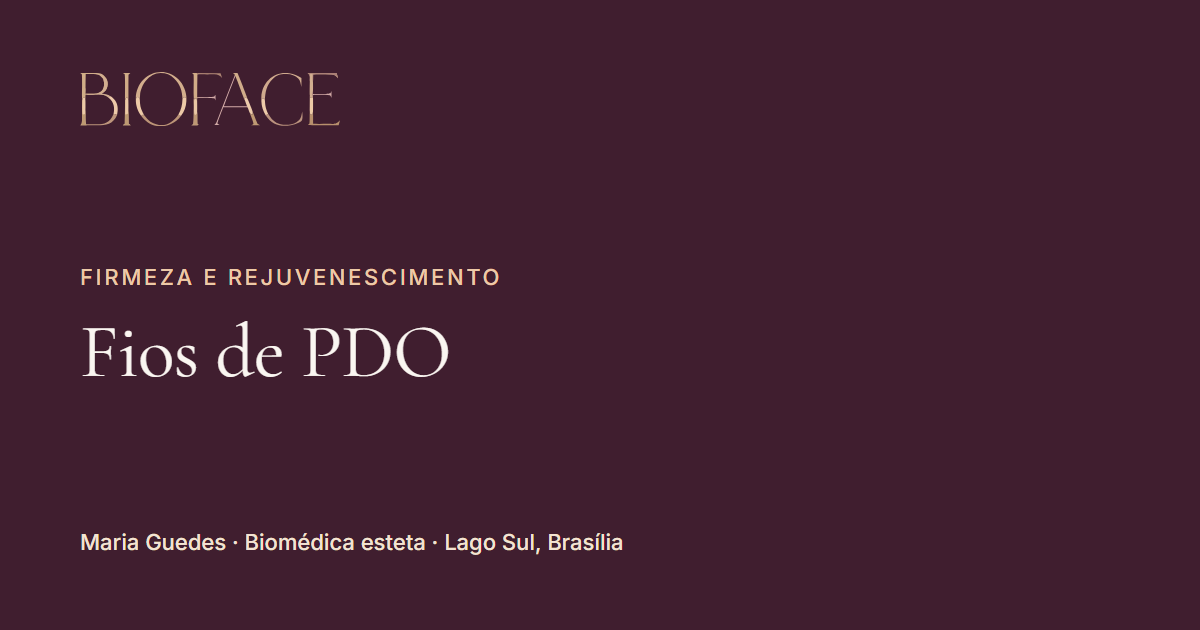 BIOFACE
FIRMEZA E REJUVENESCIMENTO
Fios de PDO
Maria Guedes · Biomédica esteta · Lago Sul, Brasília